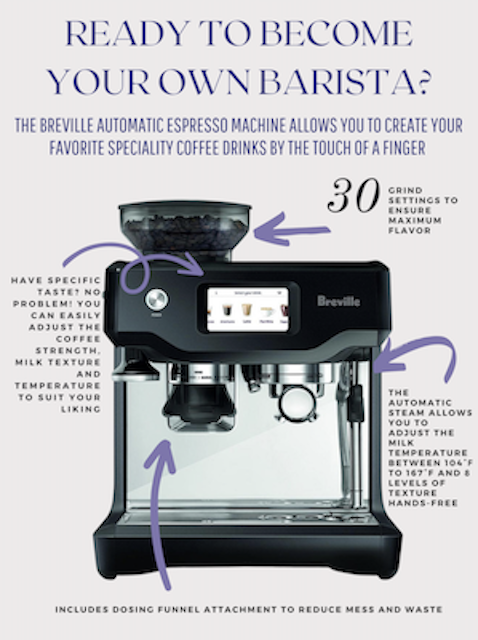 READY TO BECOME
YOUR OWN BARISTA?
THE BREVILLE AUTOMATIC ESPRESSO MACHINE ALLOWS YOU TO CREATE YOUR
FAVORITE SPECIALITY COFFEE DRINKS BY THE TOUCH OF A FINGER
30
GRIND
SETTINGS TO
ENSURE
MAXIMUM
FLAVOR
HAVE SPECIFIC
TASTE? NO
PROBLEM! YOU
CAN EASILY
ADJUST THE
COFFEE
STRENGTH,
MILK TEXTURE
AND
TEMPERATURE
TO SUIT YOUR
LIKING
Breville
THE
AUTOMATIC
STEAM ALLOWS
YOU TO
ADJUST THE
MILK
TEMPERATURE
BETWEEN 104°F
TO 167°F AND 8
LEVELS OF
TEXTURE
HANDS-FREE
INCLUDES DOSING FUNNEL ATTACHMENT TO REDUCE MESS AND WASTE